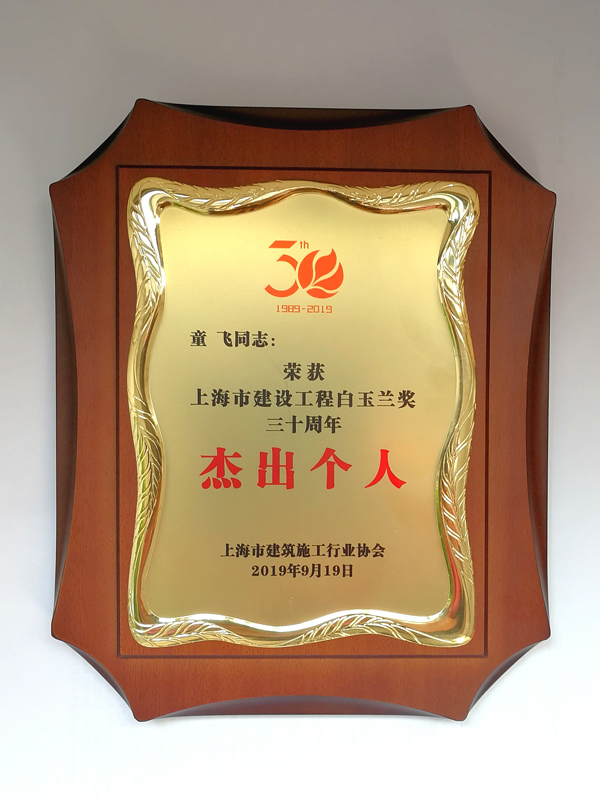 30th
1989-2019
童 飞同志：
荣获
上海市建设工程白玉兰奖
三十周年
杰出个人
上海市建筑施工行业协会
2019年9月19日